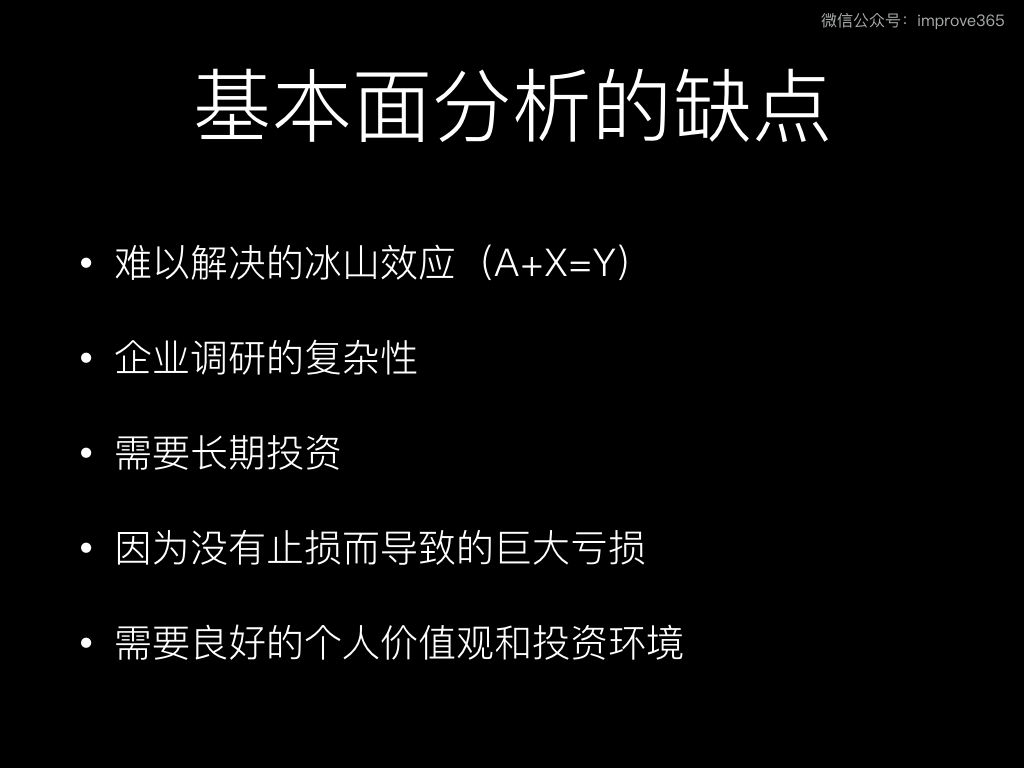 微信公众号：improve365
基本面分析的缺点
• 难以解决的冰山效应（A+X=Y）
• 企业调研的复杂性
• 需要长期投资
• 因为没有止损而导致的巨大亏损
• 需要良好的个人价值观和投资环境